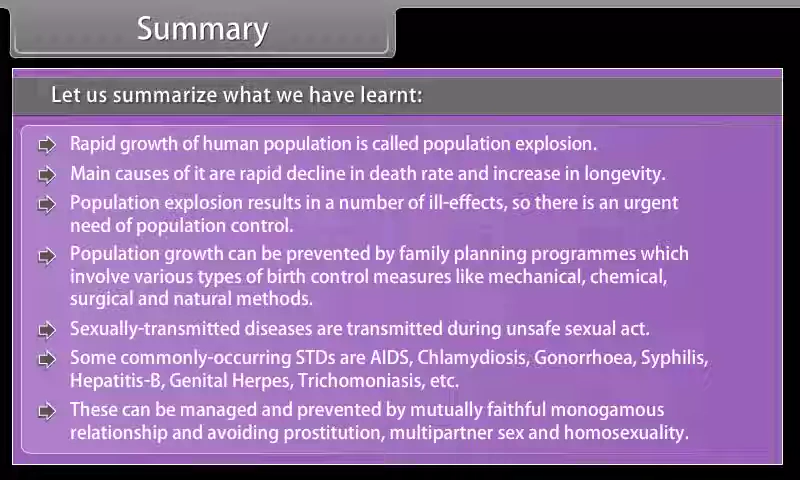 Summary
Let us summarize what we have learnt:
Rapid growth of human population is called population explosion.
Main causes of it are rapid decline in death rate and increase in longevity.
Population explosion results in a number of ill-effects, so there is an urgent
need of population control.
Population growth can be prevented by family planning programmes which
involve various types of birth control measures like mechanical, chemical,
surgical and natural methods.
Sexually-transmitted diseases are transmitted during unsafe sexual act.
Some commonly-occurring STDs are AIDS, Chlamydiosis, Gonorrhoea, Syphilis,
Hepatitis-B, Genital Herpes, Trichomoniasis, etc.
These can be managed and prevented by mutually faithful monogamous
relationship and avoiding prostitution, multipartner sex and homosexuality.